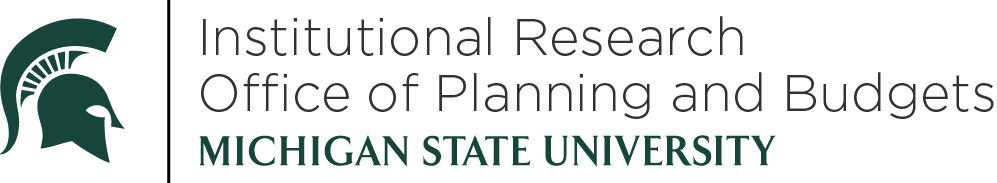 Institutional Research
Office of Planning and Budgets
MICHIGAN STATE UNIVERSITY